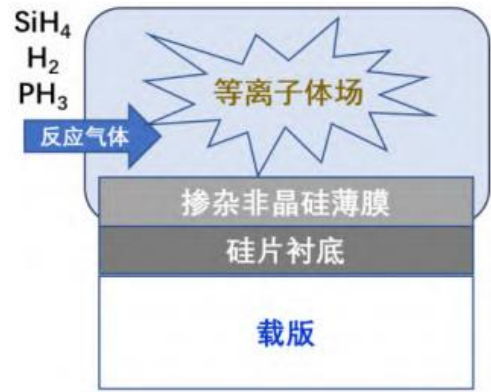 SiH₄
H₂
PH₃
反应气体
等离子体场
掺杂非晶硅薄膜
硅片衬底
载版